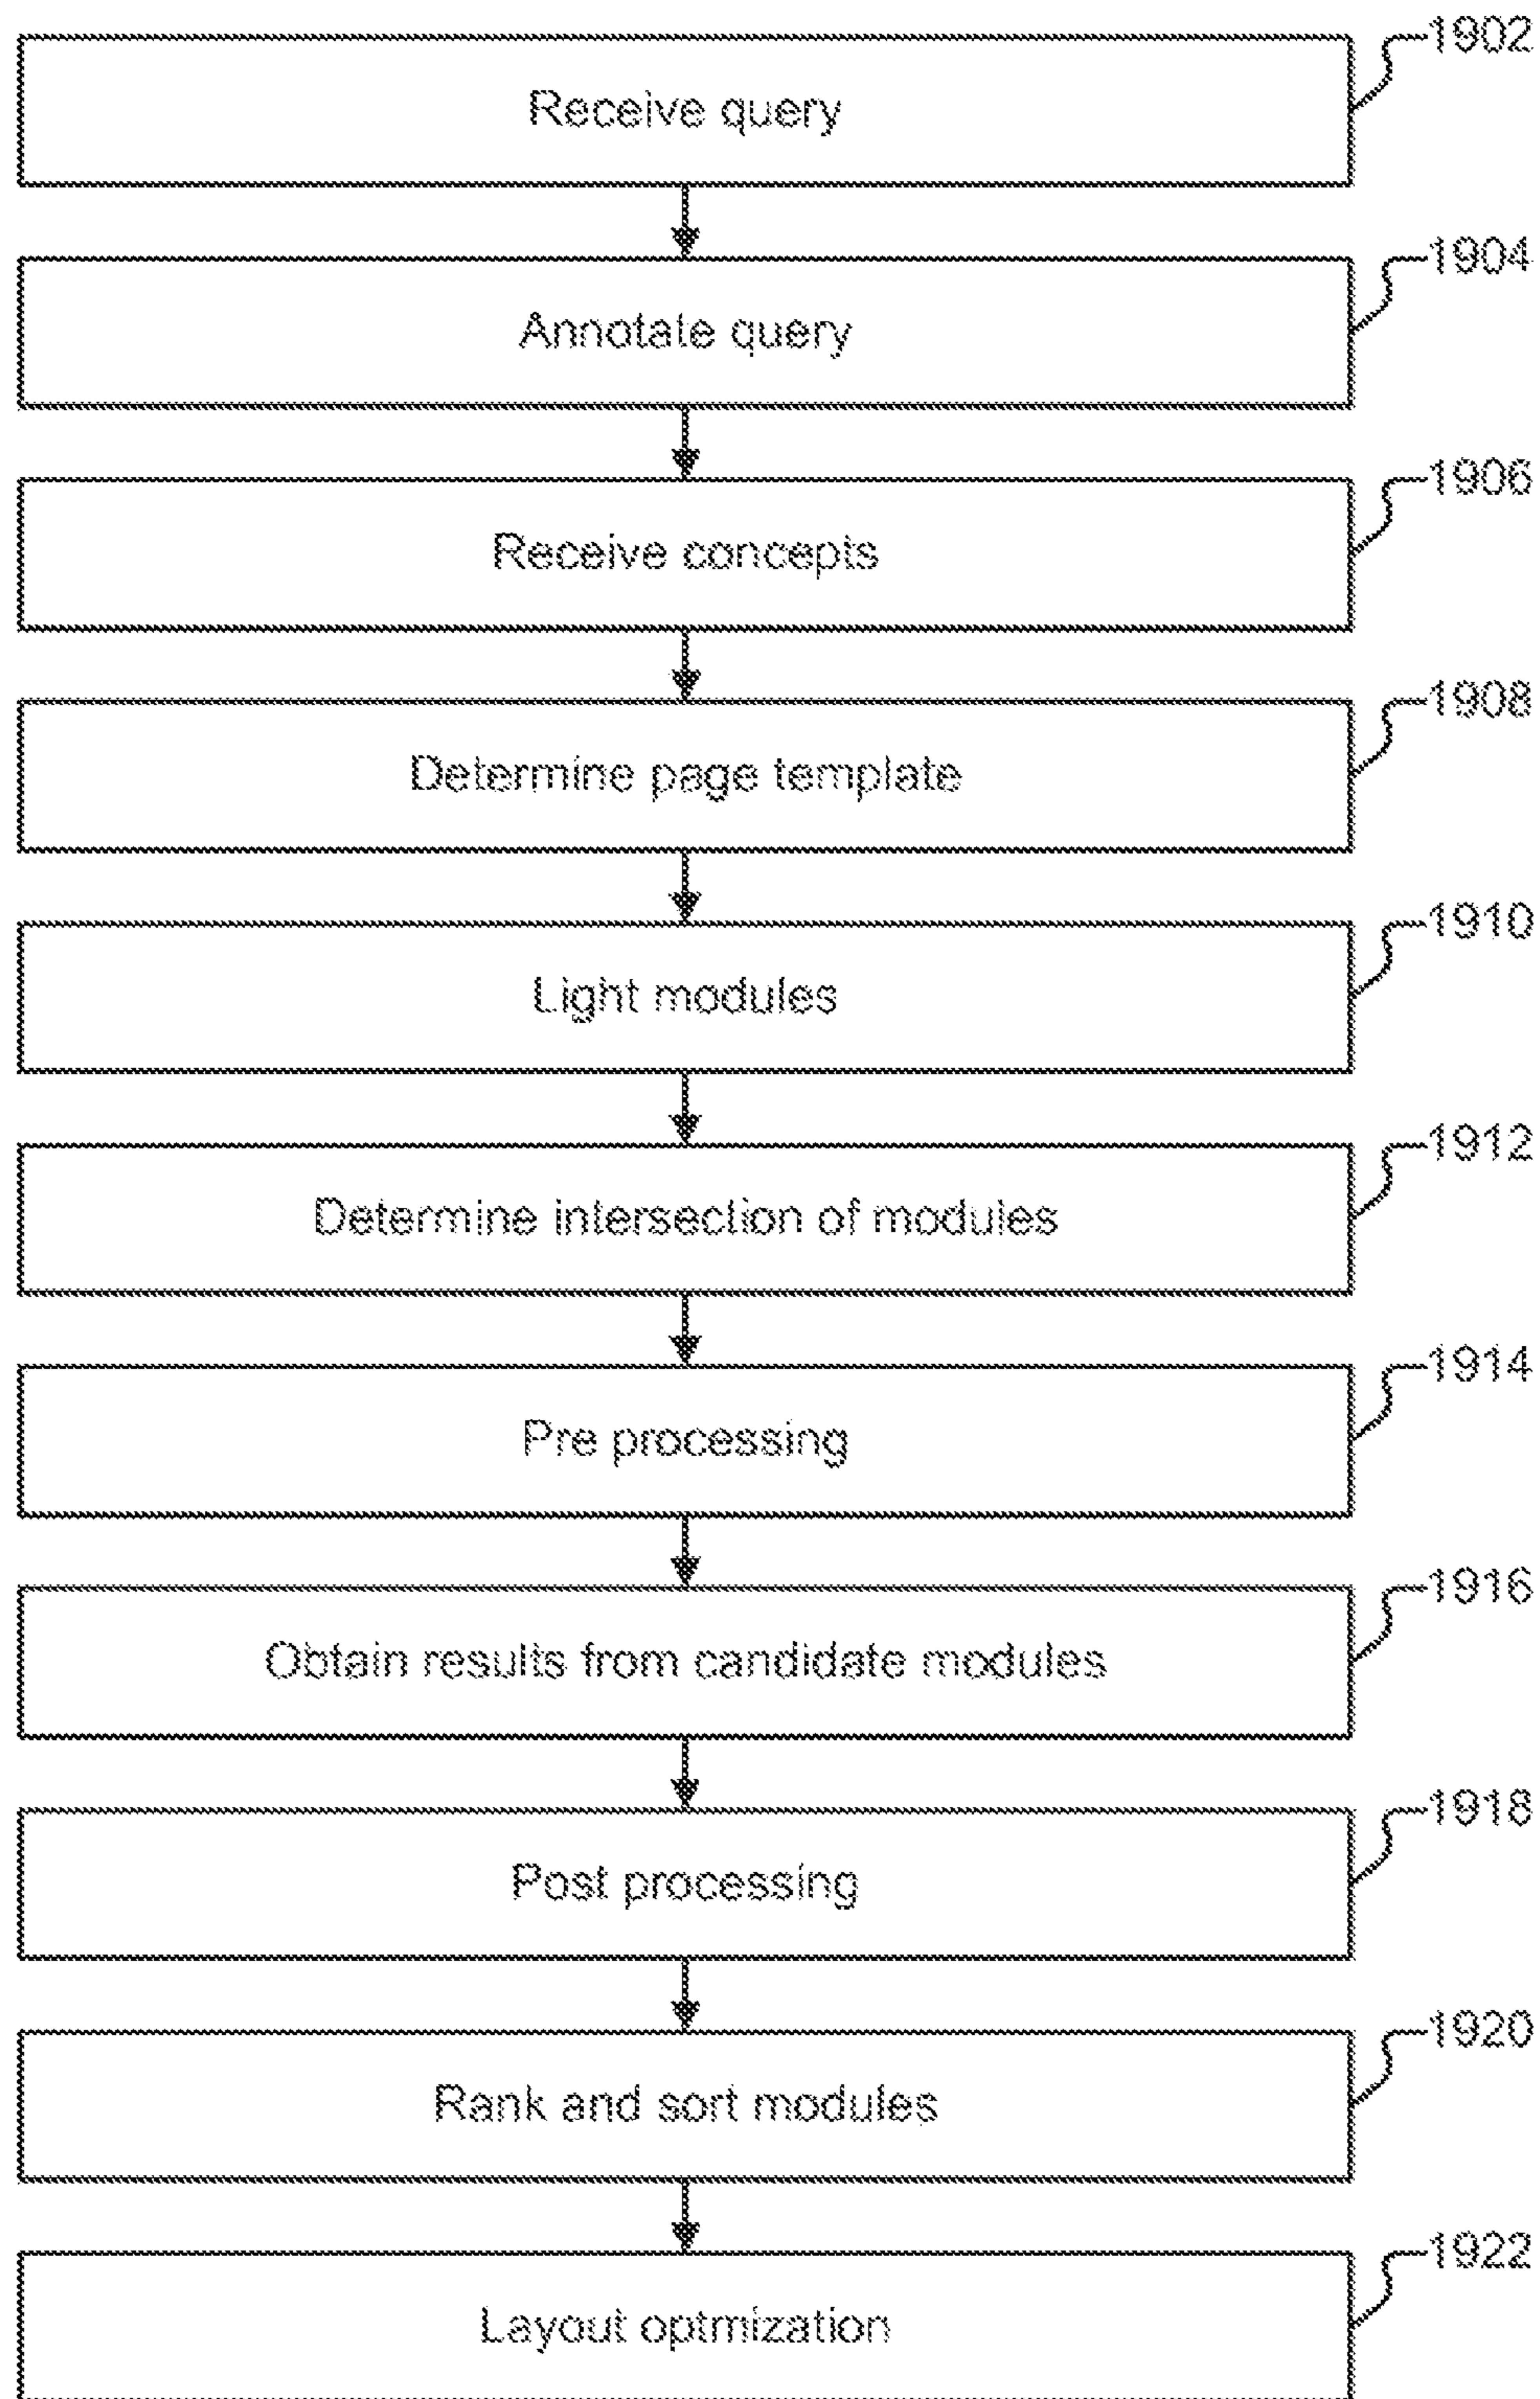 1902
Receive query
1904
Annotate query
1906
Receive concepts
1908
Determine page template
1910
Light modules
1912
Determine intersection of modules
1914
Pre processing
1916
Obtain results from candidate modules
1918
Post processing
1920
Rank and sort modules
1922
Layout optmization